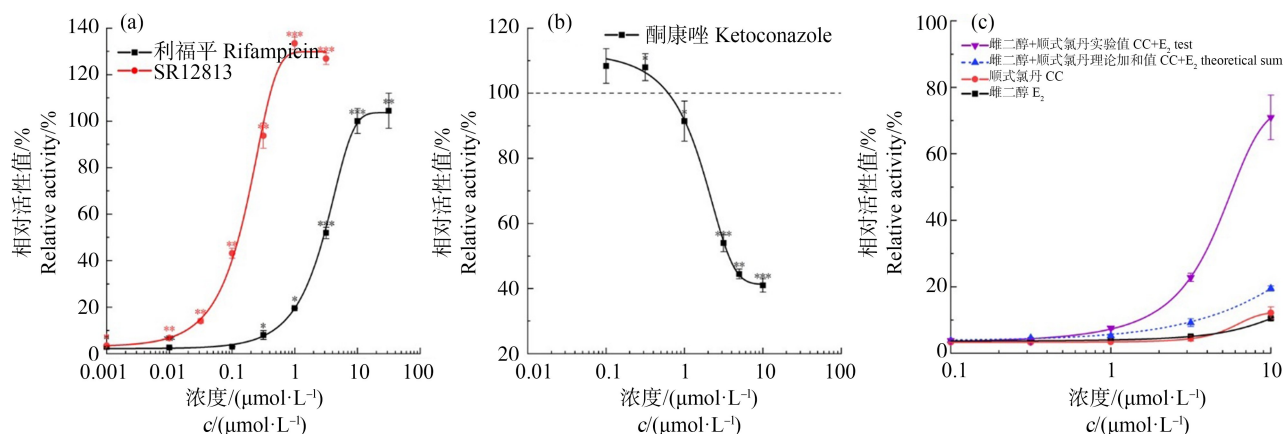 (a)
利福平 Rifampicin
SR12813
相对活性值/%
Relative activity/%
140
120
100
80
60
40
20
0
***
***
**
**
**
**
*
***
**
***
*
*
0.001
0.01
0.1
1
10
100
浓度/(μmol·L⁻¹)
c/(μmol·L⁻¹)
(b)
酮康唑 Ketoconazole
相对活性值/%
Relative activity/%
120
100
80
60
40
20
*
*
***
**
***
0.01
0.1
1
10
100
浓度/(μmol·L⁻¹)
c/(μmol·L⁻¹)
(c)
雌二醇+顺式氯丹实验值 CC+E₂ test
雌二醇+顺式氯丹理论加和值 CC+E₂ theoretical sum
顺式氯丹 CC
雌二醇 E₂
相对活性值/%
Relative activity/%
100
80
60
40
20
0
0.1
1
10
浓度/(μmol·L⁻¹)
c/(μmol·L⁻¹)